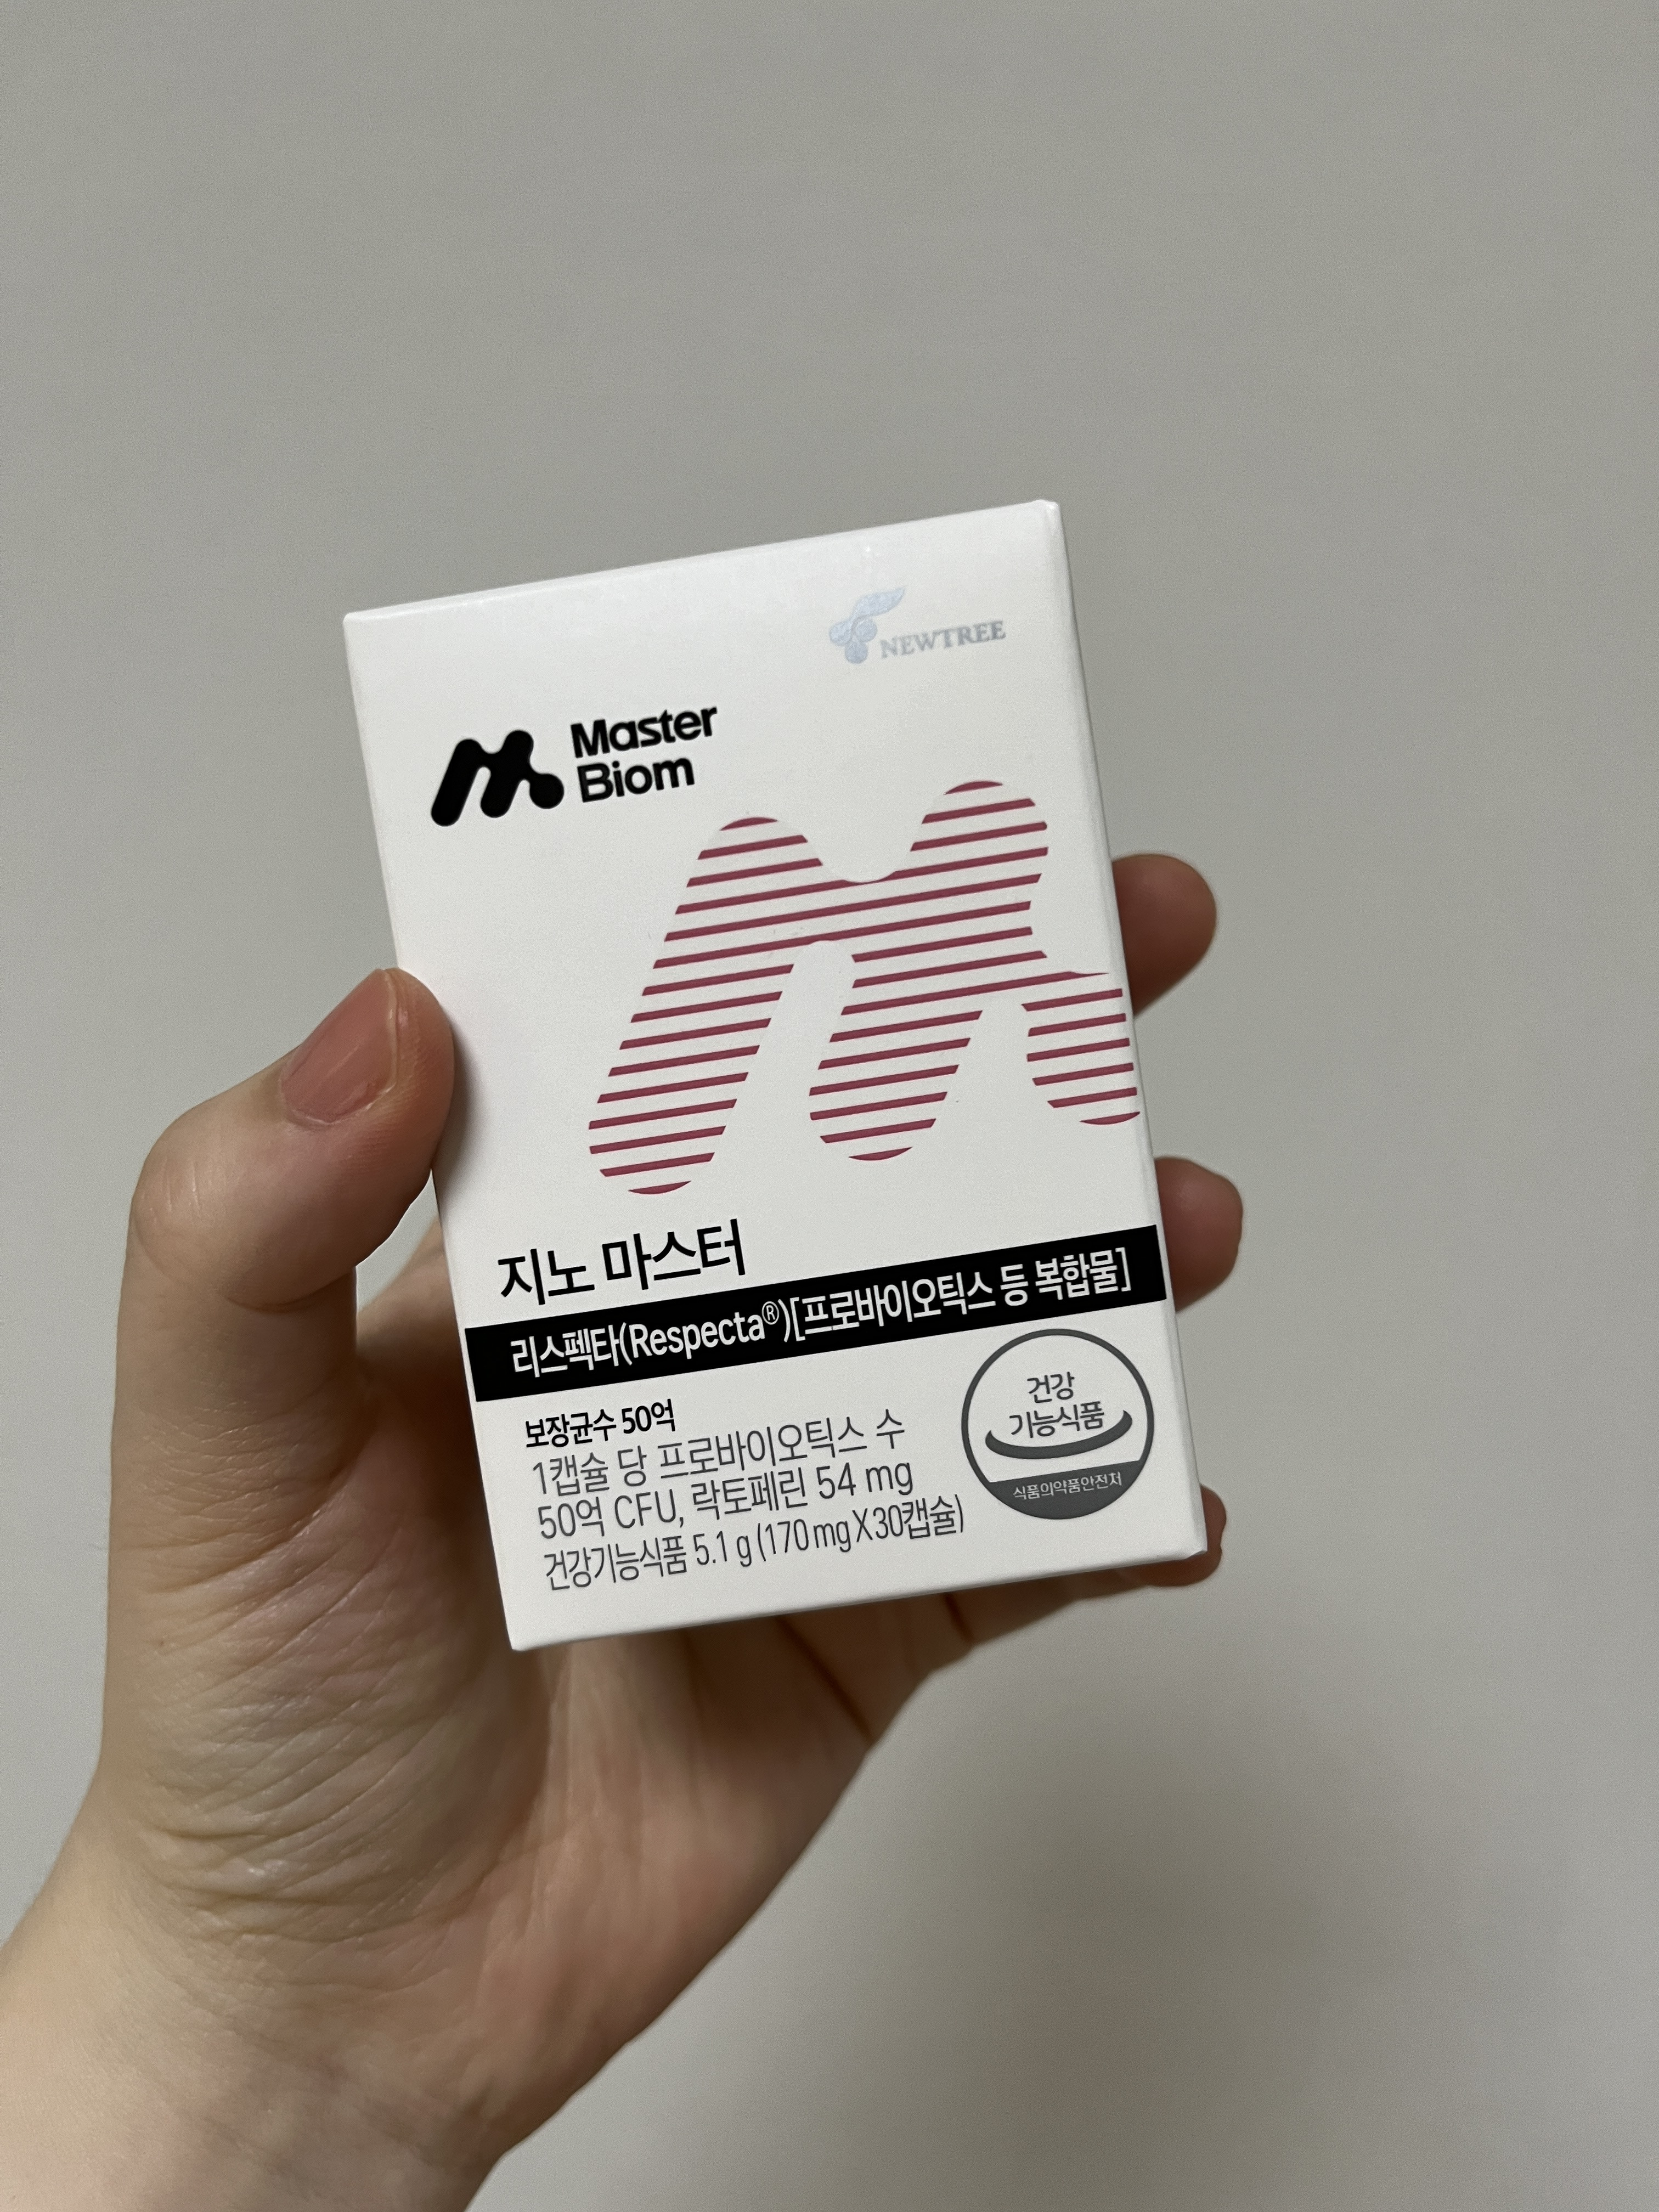 NEWTREE
Master
Biom
지노 마스터
리스펙타(Respecta®)[프로바이오틱스 등 복합물]
보장균수 50억
1캡슐 당 프로바이오틱스 수
50억 CFU, 락토페린 54 mg
건강기능식품 5.1 g (170 mg X 30캡슐)
건강
기능식품
식품의약품안전처